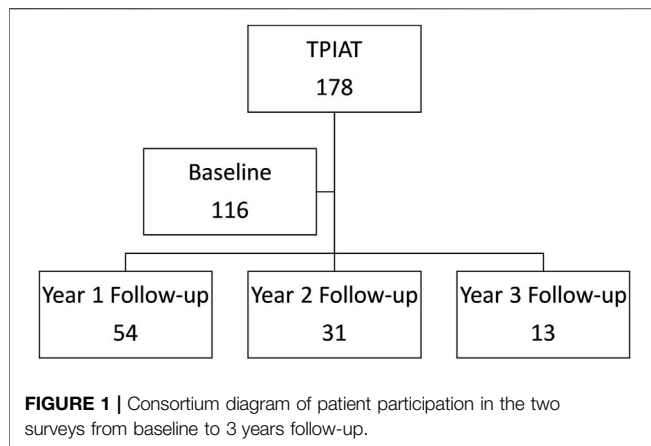 TPIAT
178
Baseline
116
Year 1 Follow-up
54
Year 2 Follow-up
31
Year 3 Follow-up
13
FIGURE 1 | Consortium diagram of patient participation in the two
surveys from baseline to 3 years follow-up.